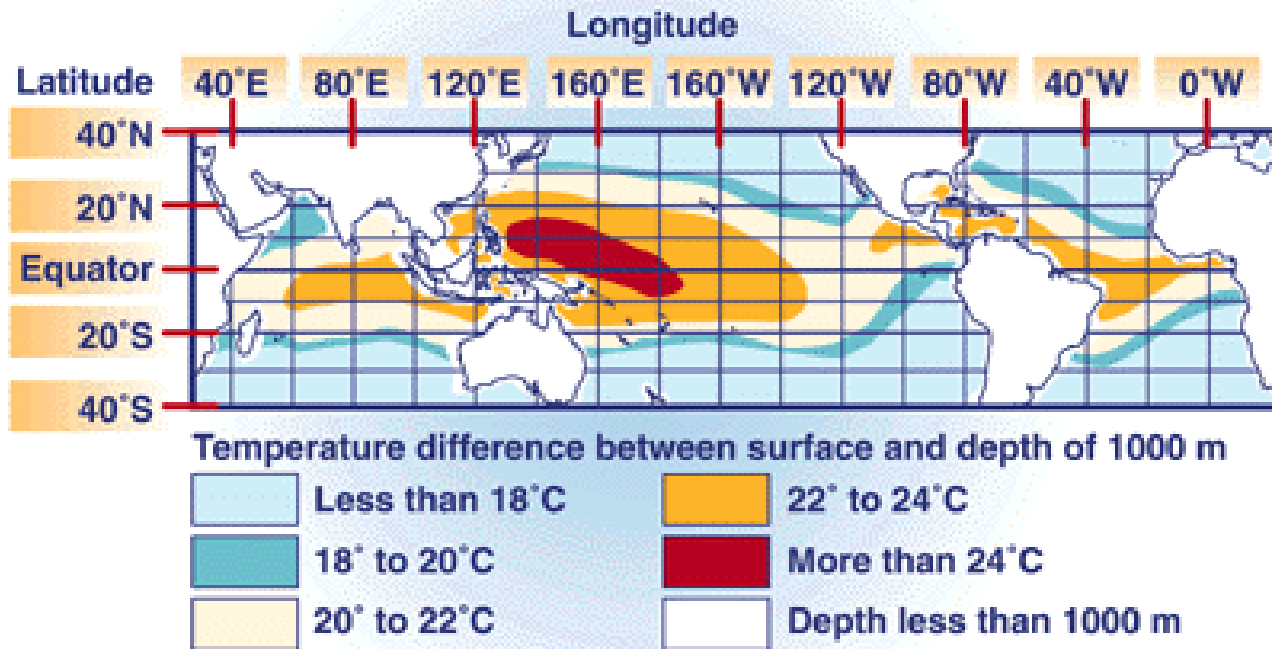 Longitude
Latitude 40°E 80°E 120°E 160°E 160°W 120°W 80°W 40°W 0°W
40°N
20°N
Equator
20°S
40°S
Temperature difference between surface and depth of 1000 m
Less than 18°C 22° to 24°C
18° to 20°C More than 24°C
20° to 22°C Depth less than 1000 m